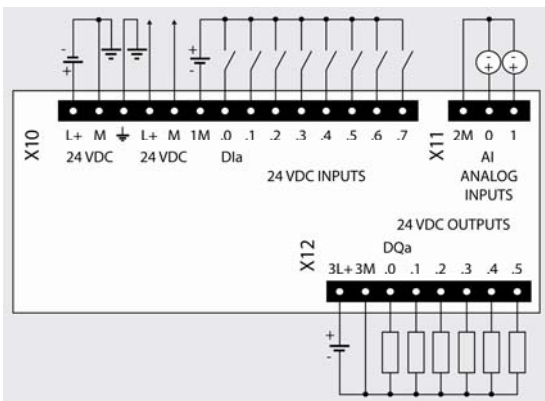 X10
L+ M L+ M 1M .0 .1 .2 .3 .4 .5 .6 .7
24 VDC 24 VDC DIa
24 VDC INPUTS
X11
2M 0 1
AI
ANALOG
INPUTS
24 VDC OUTPUTS
X12
DQa
3L+ 3M .0 .1 .2 .3 .4 .5